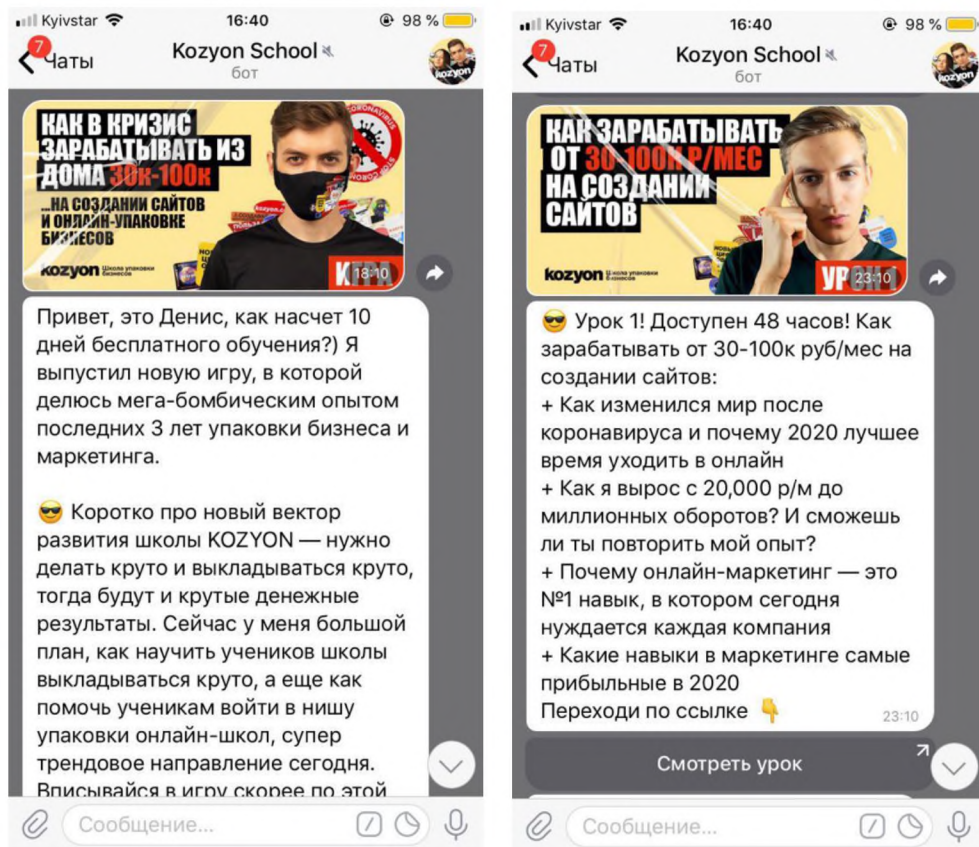 Kyivstar 16:40 98 %
7
Чаты
Kozyon School
бот
kozyon
КАК В КРИЗИС
ЗАРАБАТЫВАТЬ ИЗ
ДОМА 30к-100к
...НА СОЗДАНИИ САЙТОВ
И ОНЛАЙН-УПАКОВКЕ
БИЗНЕСОВ
CORONAVIRUS
kozyon Школа упаковки
бизнесов
18:10
Привет, это Денис, как насчет 10
дней бесплатного обучения?) Я
выпустил новую игру, в которой
делюсь мега-бомбическим опытом
последних 3 лет упаковки бизнеса и
маркетинга.
Коротко про новый вектор
развития школы KOZYON — нужно
делать круто и выкладываться круто,
тогда будут и крутые денежные
результаты. Сейчас у меня большой
план, как научить учеников школы
выкладываться круто, а еще как
помочь ученикам войти в нишу
упаковки онлайн-школ, супер
трендовое направление сегодня.
Вписывайся в игру скорее по этой
Сообщение...
Kyivstar 16:40 98 %
7
Чаты
Kozyon School
бот
kozyon
КАК ЗАРАБАТЫВАТЬ
ОТ 30-100К Р/МЕС
НА СОЗДАНИИ
САЙТОВ
kozyon Школа упаковки
бизнесов
23:10
Урок 1! Доступен 48 часов! Как
зарабатывать от 30-100к руб/мес на
создании сайтов:
+ Как изменился мир после
коронавируса и почему 2020 лучшее
время уходить в онлайн
+ Как я вырос с 20,000 р/м до
миллионных оборотов? И сможешь
ли ты повторить мой опыт?
+ Почему онлайн-маркетинг — это
№1 навык, в котором сегодня
нуждается каждая компания
+ Какие навыки в маркетинге самые
прибыльные в 2020
Переходи по ссылке
23:10
Смотреть урок
Сообщение...